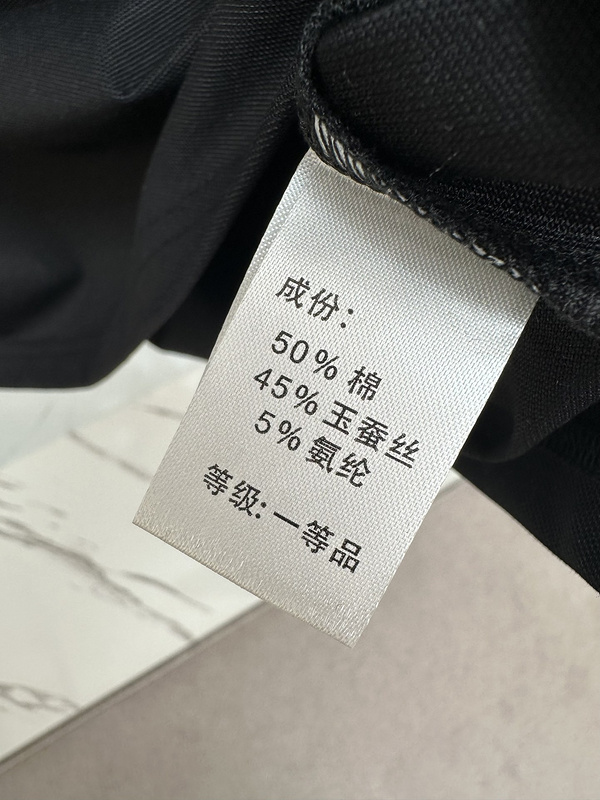 成份：
50% 棉
45% 玉蚕丝
5% 氨纶
等级：一等品